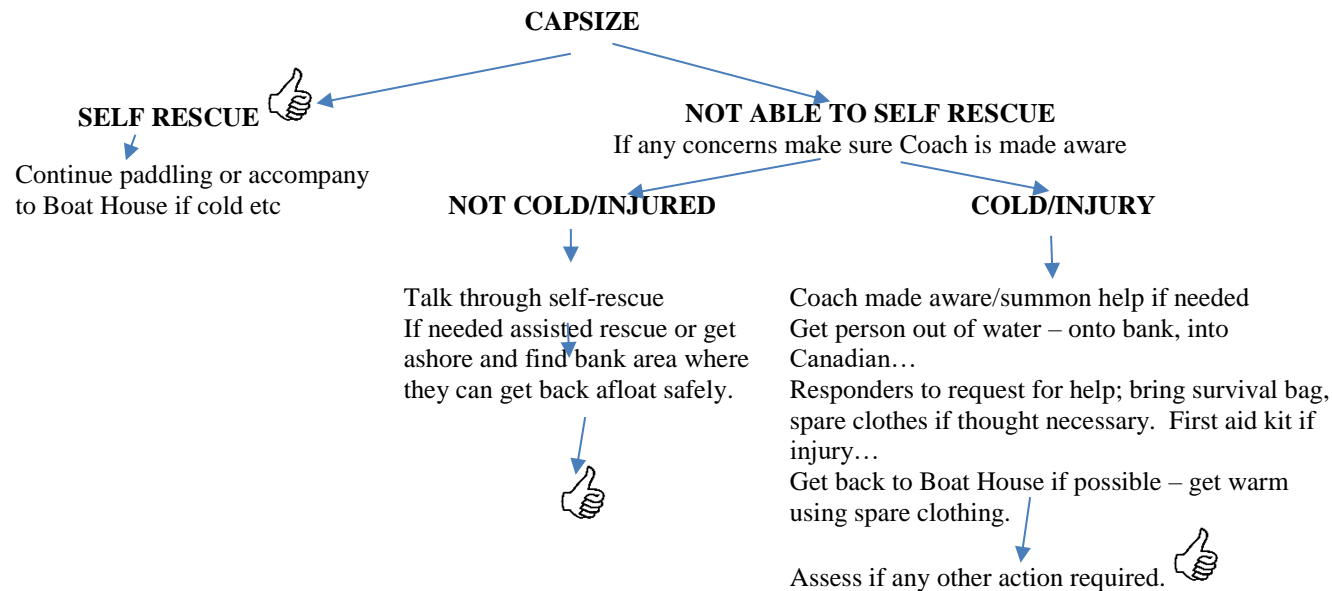 CAPSIZE
SELF RESCUE
Continue paddling or accompany
to Boat House if cold etc
NOT ABLE TO SELF RESCUE
If any concerns make sure Coach is made aware
NOT COLD/INJURED
Talk through self-rescue
If needed assisted rescue or get
ashore and find bank area where
they can get back afloat safely.
COLD/INJURY
Coach made aware/summon help if needed
Get person out of water – onto bank, into
Canadian…
Responders to request for help; bring survival bag,
spare clothes if thought necessary.  First aid kit if
injury…
Get back to Boat House if possible – get warm
using spare clothing.
Assess if any other action required.